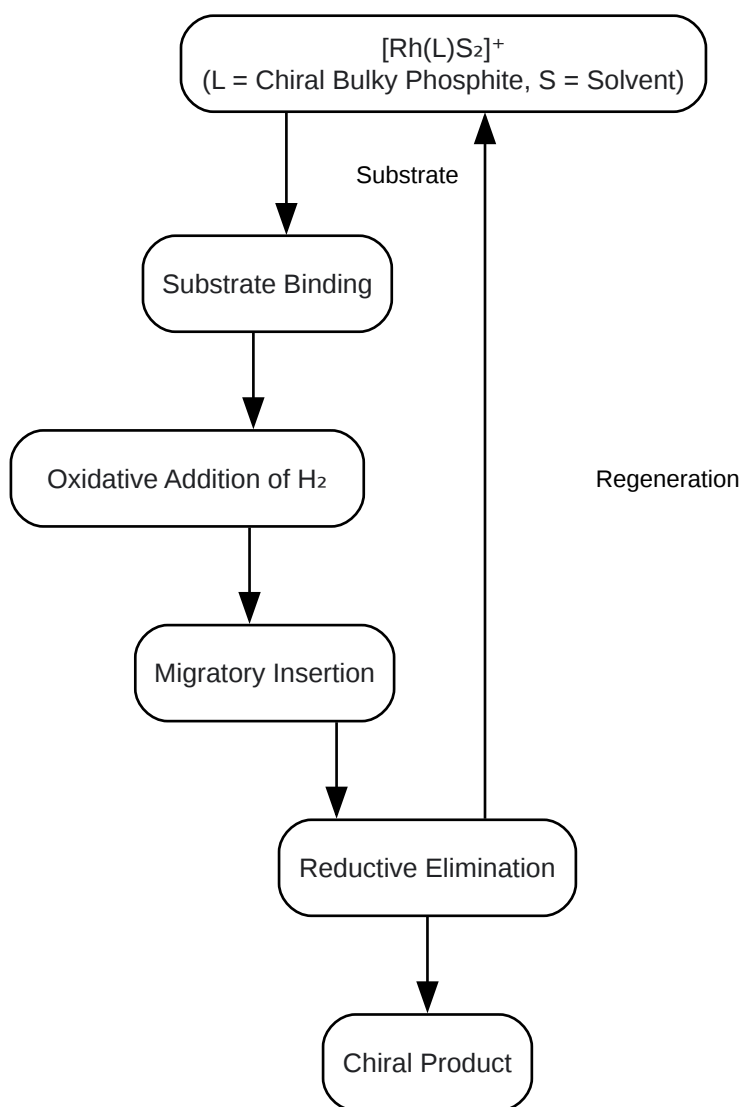 [Rh(L)S₂]⁺
(L = Chiral Bulky Phosphite, S = Solvent)
Substrate
Substrate Binding
Oxidative Addition of H₂
Regeneration
Migratory Insertion
Reductive Elimination
Chiral Product